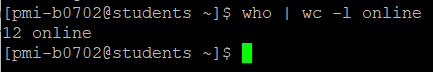 [pmi-b0702@students ~]$ who | wc -l online
12 online
[pmi-b0702@students ~]$